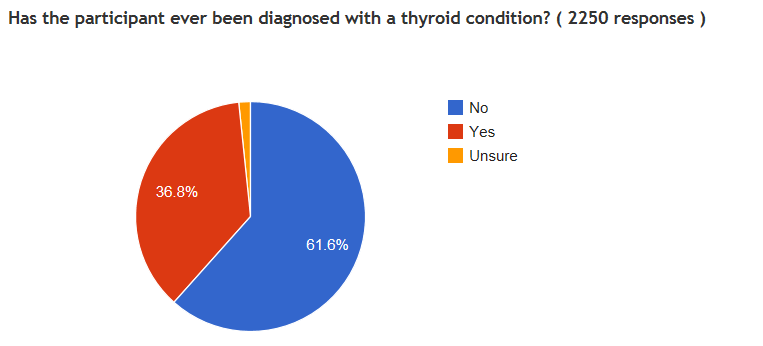 Has the participant ever been diagnosed with a thyroid condition? ( 2250 responses )
No
Yes
Unsure
36.8%
61.6%